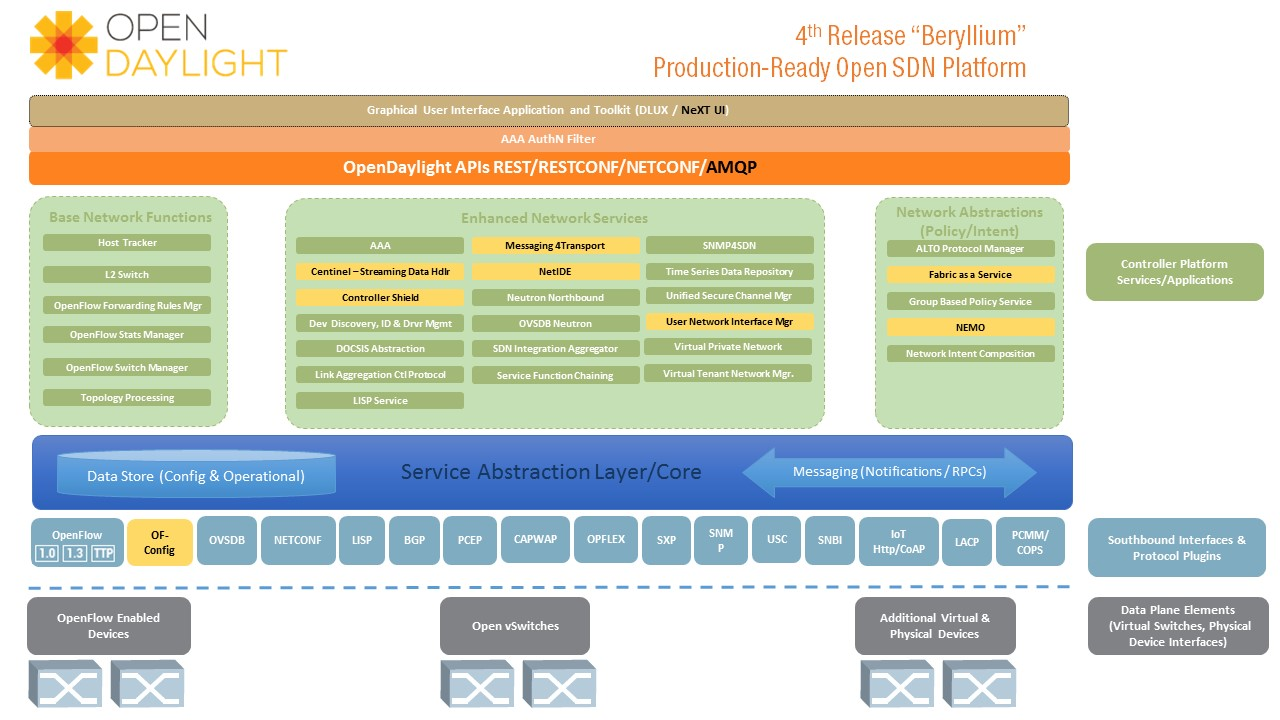 OPEN
DAYLIGHT
4th Release “Beryllium”
Production-Ready Open SDN Platform
Graphical User Interface Application and Toolkit (DLUX / NeXT UI)
AAA AuthN Filter
OpenDaylight APIs REST/RESTCONF/NETCONF/AMQP
Base Network Functions
Host Tracker
L2 Switch
OpenFlow Forwarding Rules Mgr
OpenFlow Stats Manager
OpenFlow Switch Manager
Topology Processing
Enhanced Network Services
AAA
Centinel – Streaming Data Hdlr
Controller Shield
Dev Discovery, ID & Drvr Mgmt
DOCSIS Abstraction
Link Aggregation Ctl Protocol
LISP Service
Messaging 4Transport
NetIDE
Neutron Northbound
OVSDB Neutron
SDN Integration Aggregator
Service Function Chaining
SNMP4SDN
Time Series Data Repository
Unified Secure Channel Mgr
User Network Interface Mgr
Virtual Private Network
Virtual Tenant Network Mgr.
Network Abstractions
(Policy/Intent)
ALTO Protocol Manager
Fabric as a Service
Group Based Policy Service
NEMO
Network Intent Composition
Controller Platform
Services/Applications
Data Store (Config & Operational)
Service Abstraction Layer/Core
Messaging (Notifications / RPCs)
OpenFlow
1.0 1.3 TTP
OF-
Config
OVSDB
NETCONF
LISP
BGP
PCEP
CAPWAP
OPFLEX
SXP
SNM
P
USC
SNBI
IoT
Http/CoAP
LACP
PCMM/
COPS
Southbound Interfaces &
Protocol Plugins
OpenFlow Enabled
Devices
Open vSwitches
Additional Virtual &
Physical Devices
Data Plane Elements
(Virtual Switches, Physical
Device Interfaces)